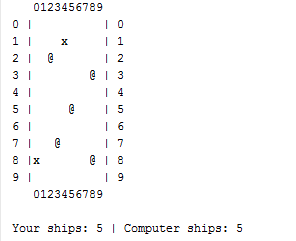 0123456789
0 |          | 0
1 |    x     | 1
2 |  @       | 2
3 |        @ | 3
4 |          | 4
5 |     @    | 5
6 |          | 6
7 |   @      | 7
8 |x       @ | 8
9 |          | 9
   0123456789

Your ships: 5 | Computer ships: 5